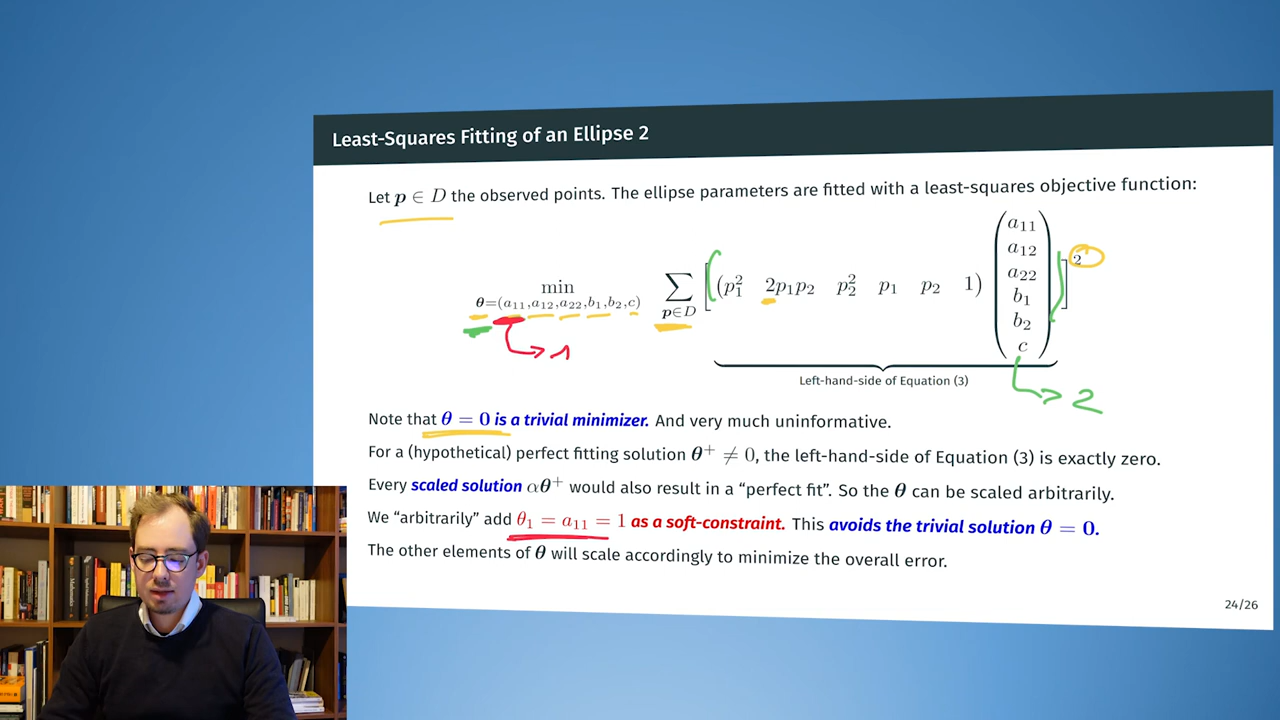 Least-Squares Fitting of an Ellipse 2
Let p ∈ D the observed points. The ellipse parameters are fitted with a least-squares objective function:
min θ=(a11,a12,a22,b1,b2,c) ∑ p∈D [(p1² 2p1p2 p2² p1 p2 1) (a11 a12 a22 b1 b2 c)]²
→ 1
Left-hand-side of Equation (3)
→ 2
Note that θ = 0 is a trivial minimizer. And very much uninformative.
For a (hypothetical) perfect fitting solution θ⁺ ≠ 0, the left-hand-side of Equation (3) is exactly zero.
Every scaled solution αθ⁺ would also result in a “perfect fit”. So the θ can be scaled arbitrarily.
We “arbitrarily” add θ1 = a11 = 1 as a soft-constraint. This avoids the trivial solution θ = 0.
The other elements of θ will scale accordingly to minimize the overall error.
24/26